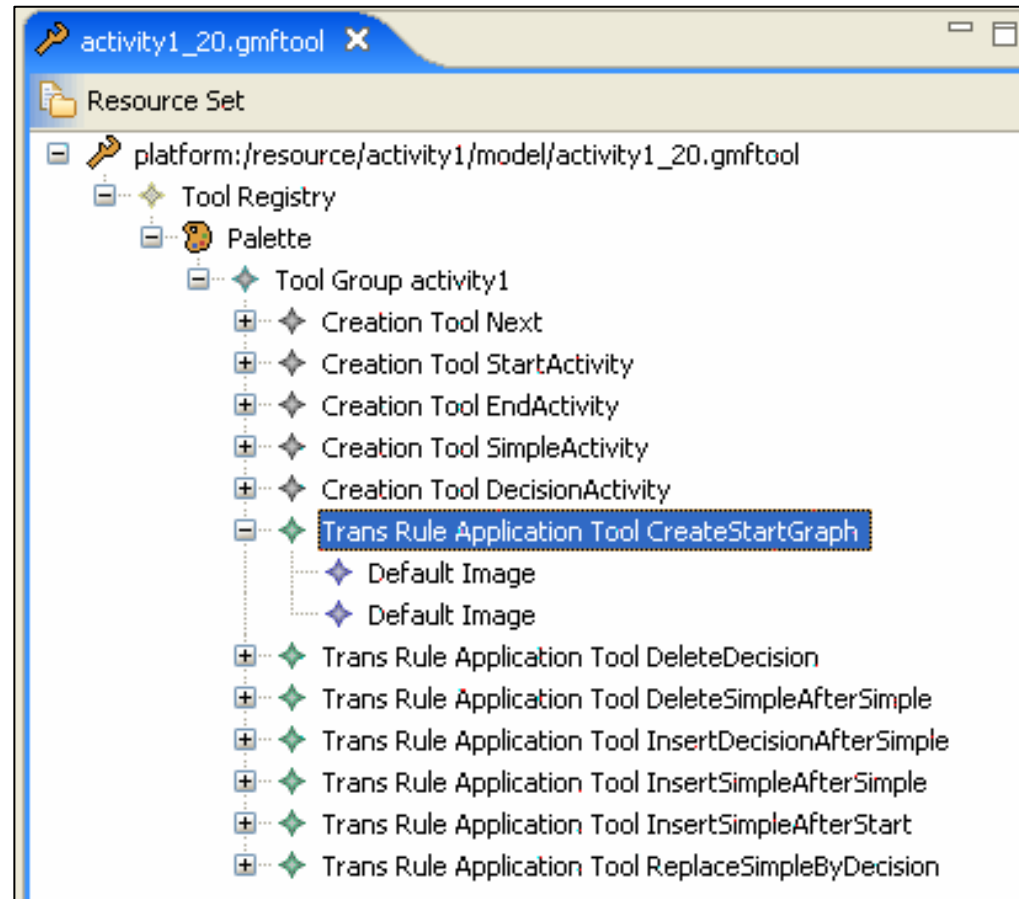 activity1_20.gmftool
Resource Set
platform:/resource/activity1/model/activity1_20.gmftool
Tool Registry
Palette
Tool Group activity1
Creation Tool Next
Creation Tool StartActivity
Creation Tool EndActivity
Creation Tool SimpleActivity
Creation Tool DecisionActivity
Trans Rule Application Tool CreateStartGraph
Default Image
Default Image
Trans Rule Application Tool DeleteDecision
Trans Rule Application Tool DeleteSimpleAfterSimple
Trans Rule Application Tool InsertDecisionAfterSimple
Trans Rule Application Tool InsertSimpleAfterSimple
Trans Rule Application Tool InsertSimpleAfterStart
Trans Rule Application Tool ReplaceSimpleByDecision